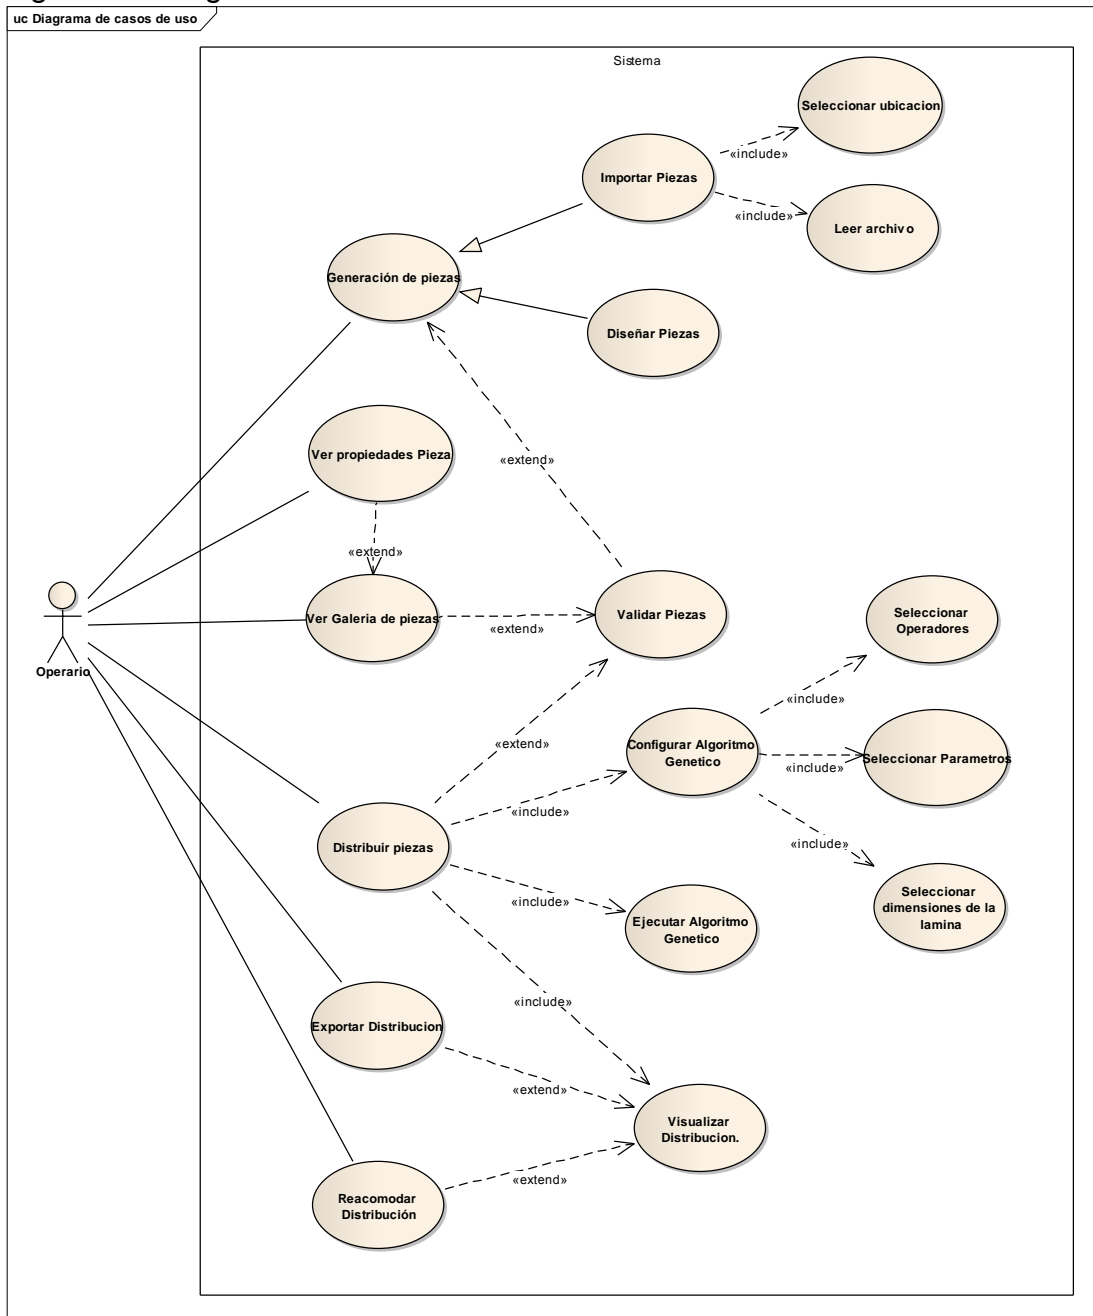 uc Diagrama de casos de uso
Sistema
Seleccionar ubicacion
«include»
Importar Piezas
«include»
Leer archivo
Generación de piezas
Diseñar Piezas
Ver propiedades Pieza
«extend»
«extend»
Ver Galeria de piezas
«extend»
Validar Piezas
Seleccionar
Operadores
Operario
«include»
«extend»
Configurar Algoritmo
Genetico
«include»
Seleccionar Parametros
«include»
«include»
Distribuir piezas
«include»
Ejecutar Algoritmo
Genetico
Seleccionar
dimensiones de la
lamina
«include»
Exportar Distribucion
«extend»
Visualizar
Distribucion.
«extend»
Reacomodar
Distribución